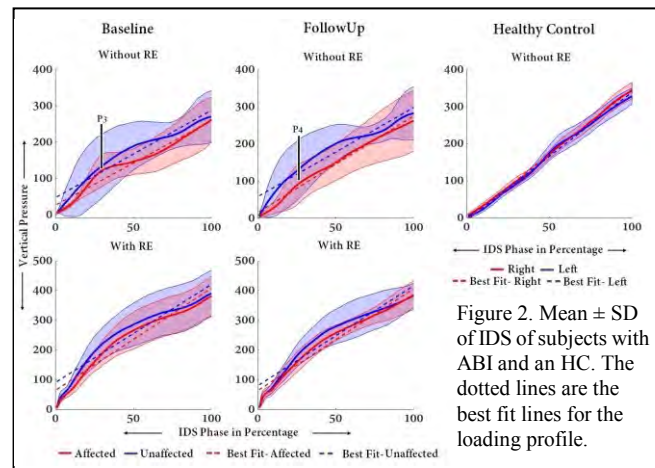 Baseline
FollowUp
Healthy Control
Without RE
Without RE
Without RE
400
300
200
100
0
P3
0
50
100
400
300
200
100
0
P4
0
50
100
400
300
200
100
0
0
50
100
Vertical Pressure
IDS Phase in Percentage
Right
Left
Best Fit- Right
Best Fit-Left
With RE
With RE
500
400
300
200
100
0
0
50
100
500
400
300
200
100
0
0
50
100
IDS Phase in Percentage
Affected
Unaffected
Best Fit-Affected
Best Fit-Unaffected
Figure 2. Mean ± SD
of IDS of subjects with
ABI and an HC. The
dotted lines are the
best fit lines for the
loading profile.